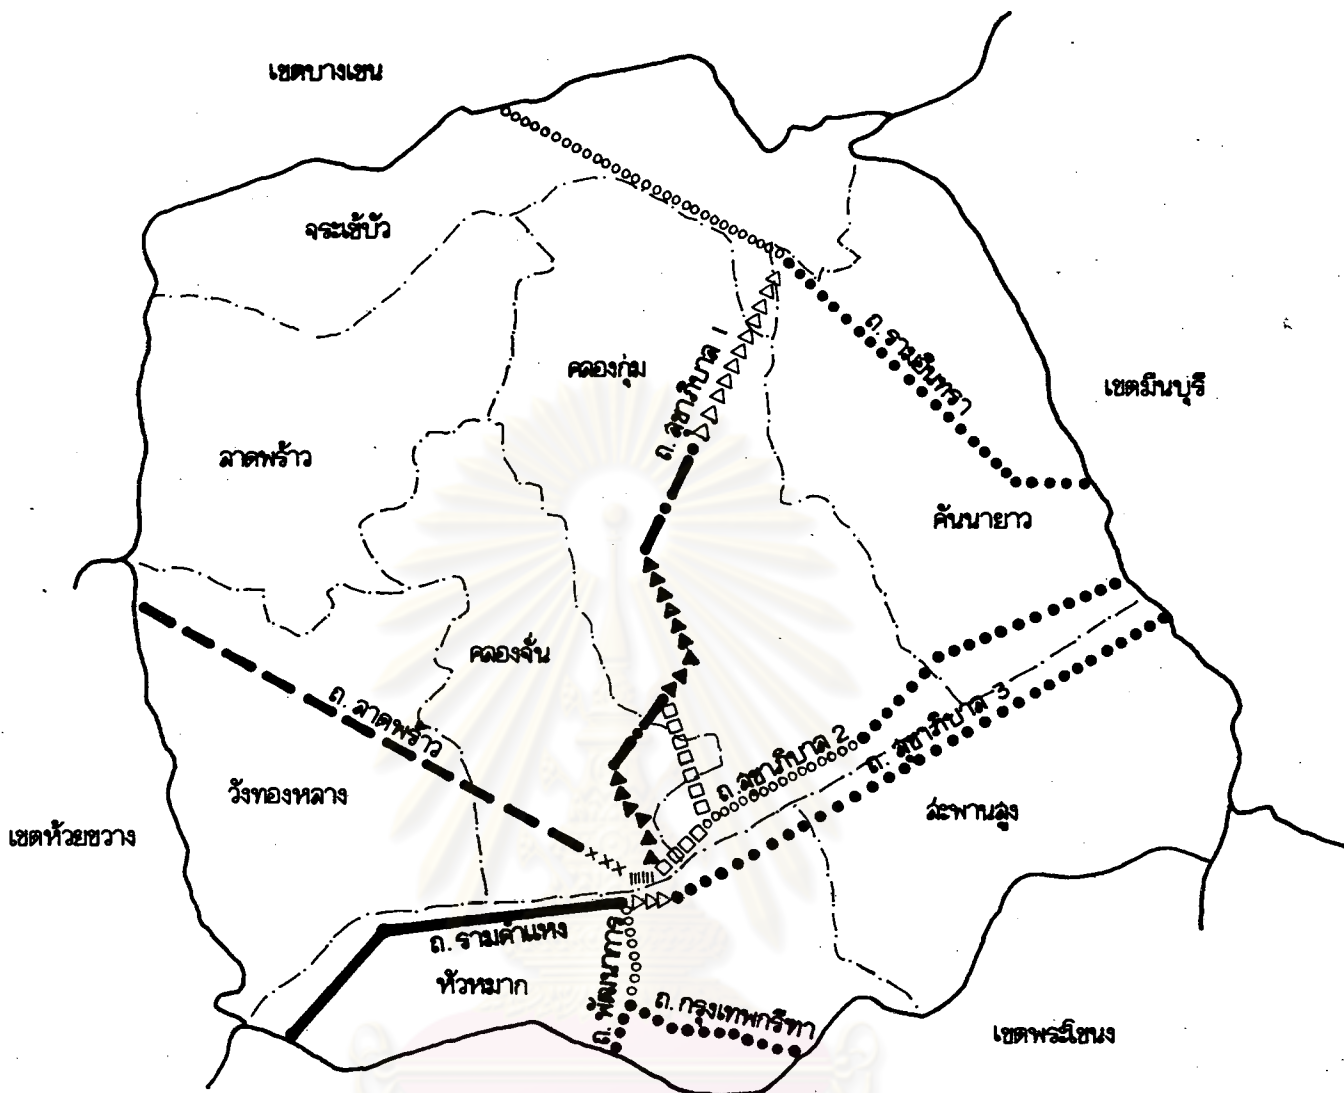 เขตบางเขน
จระเข้บัว
ถ. รามอินทรา
คลองกุ่ม
ถ. สุขาภิบาล 1
เขตมีนบุรี
ลาดพร้าว
คันนายาว
คลองจั่น
ถ. ลาดพร้าว
ถ. สุขาภิบาล 2
ถ. สุขาภิบาล 3
วังทองหลาง
สะพานสูง
เขตห้วยขวาง
ถ. รามคำแหง
หัวหมาก
ถ. พัฒนาการ
ถ. กรุงเทพกรีฑา
เขตพระโขนง